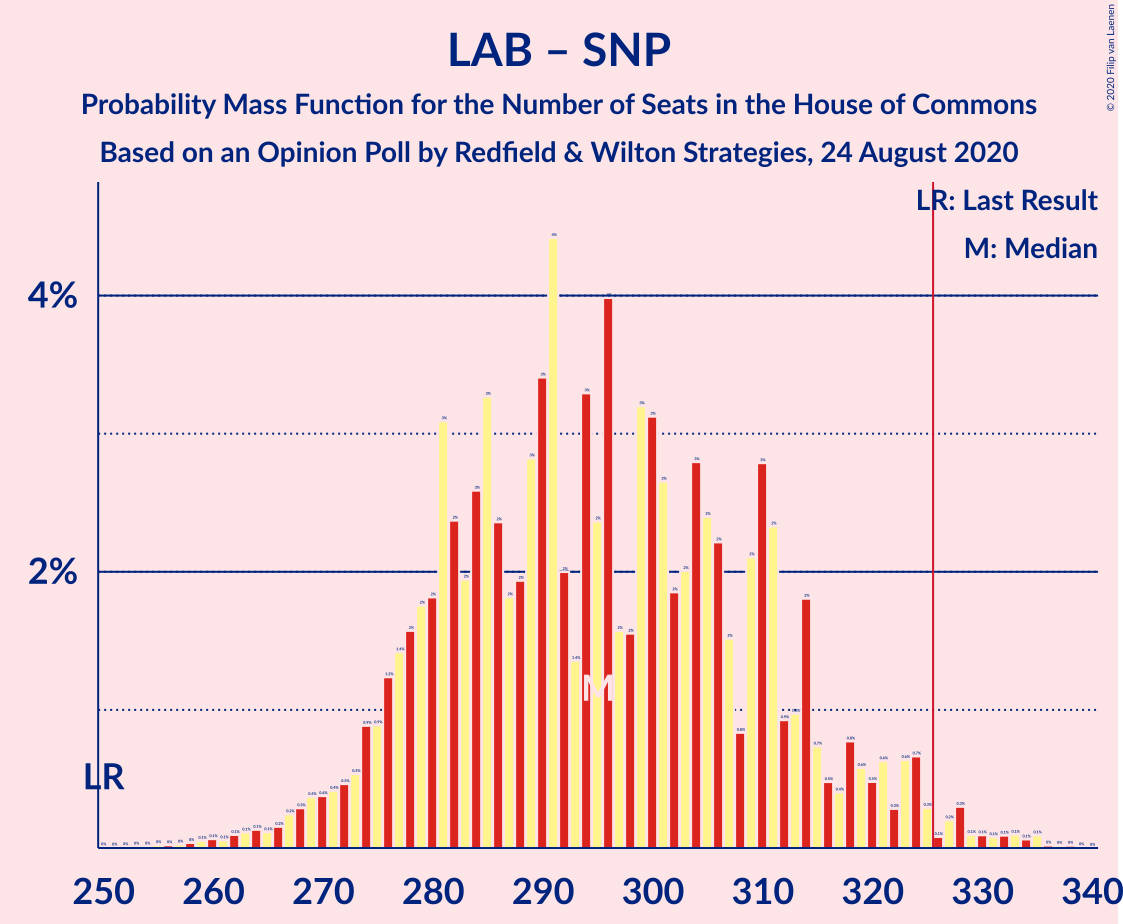 LAB – SNP
Probability Mass Function for the Number of Seats in the House of Commons
Based on an Opinion Poll by Redfield & Wilton Strategies, 24 August 2020
© 2020 Filip van Laenen
LR: Last Result
M: Median
4%
2%
LR
M
250 260 270 280 290 300 310 320 330 340